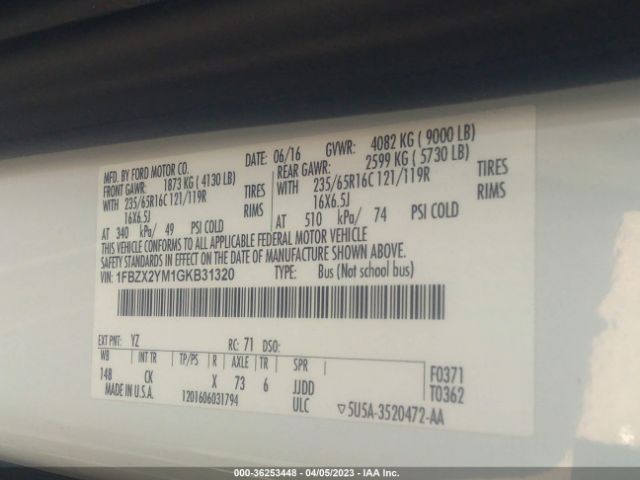 MFD. BY FORD MOTOR CO. DATE: 06/16 GVWR: 4082 KG ( 9000 LB)
FRONT GAWR: 1873 KG ( 4130 LB) REAR GAWR: 2599 KG ( 5730 LB)
WITH 235/65R16C 121/119R TIRES WITH 235/65R16C 121/119R TIRES
16X6.5J RIMS 16X6.5J RIMS
AT 340 kPa/ 49 PSI COLD AT 510 kPa/ 74 PSI COLD
THIS VEHICLE CONFORMS TO ALL APPLICABLE FEDERAL MOTOR VEHICLE
SAFETY STANDARDS IN EFFECT ON THE DATE OF MANUFACTURE SHOWN ABOVE.
VIN: 1FBZX2YM1GKB31320 TYPE: Bus (Not school bus)
EXT PNT: YZ RC: 71 DSO:
WB INT TR TP/PS R AXLE TR SPR F0371
148 CK X 73 6 JJDD T0362
MADE IN U.S.A. 1201606031794 ULC ▽5U5A-3520472-AA
000-36253448 - 04/05/2023 - IAA Inc.